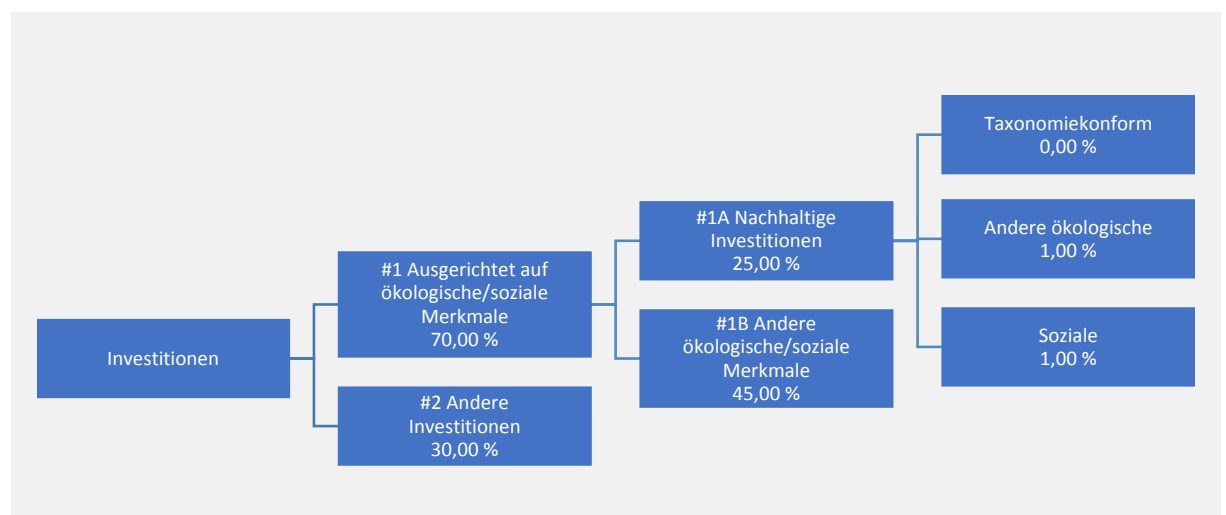 Investitionen
#1 Ausgerichtet auf
ökologische/soziale
Merkmale
70,00 %
#2 Andere
Investitionen
30,00 %
#1A Nachhaltige
Investitionen
25,00 %
#1B Andere
ökologische/soziale
Merkmale
45,00 %
Taxonomiekonform
0,00 %
Andere ökologische
1,00 %
Soziale
1,00 %